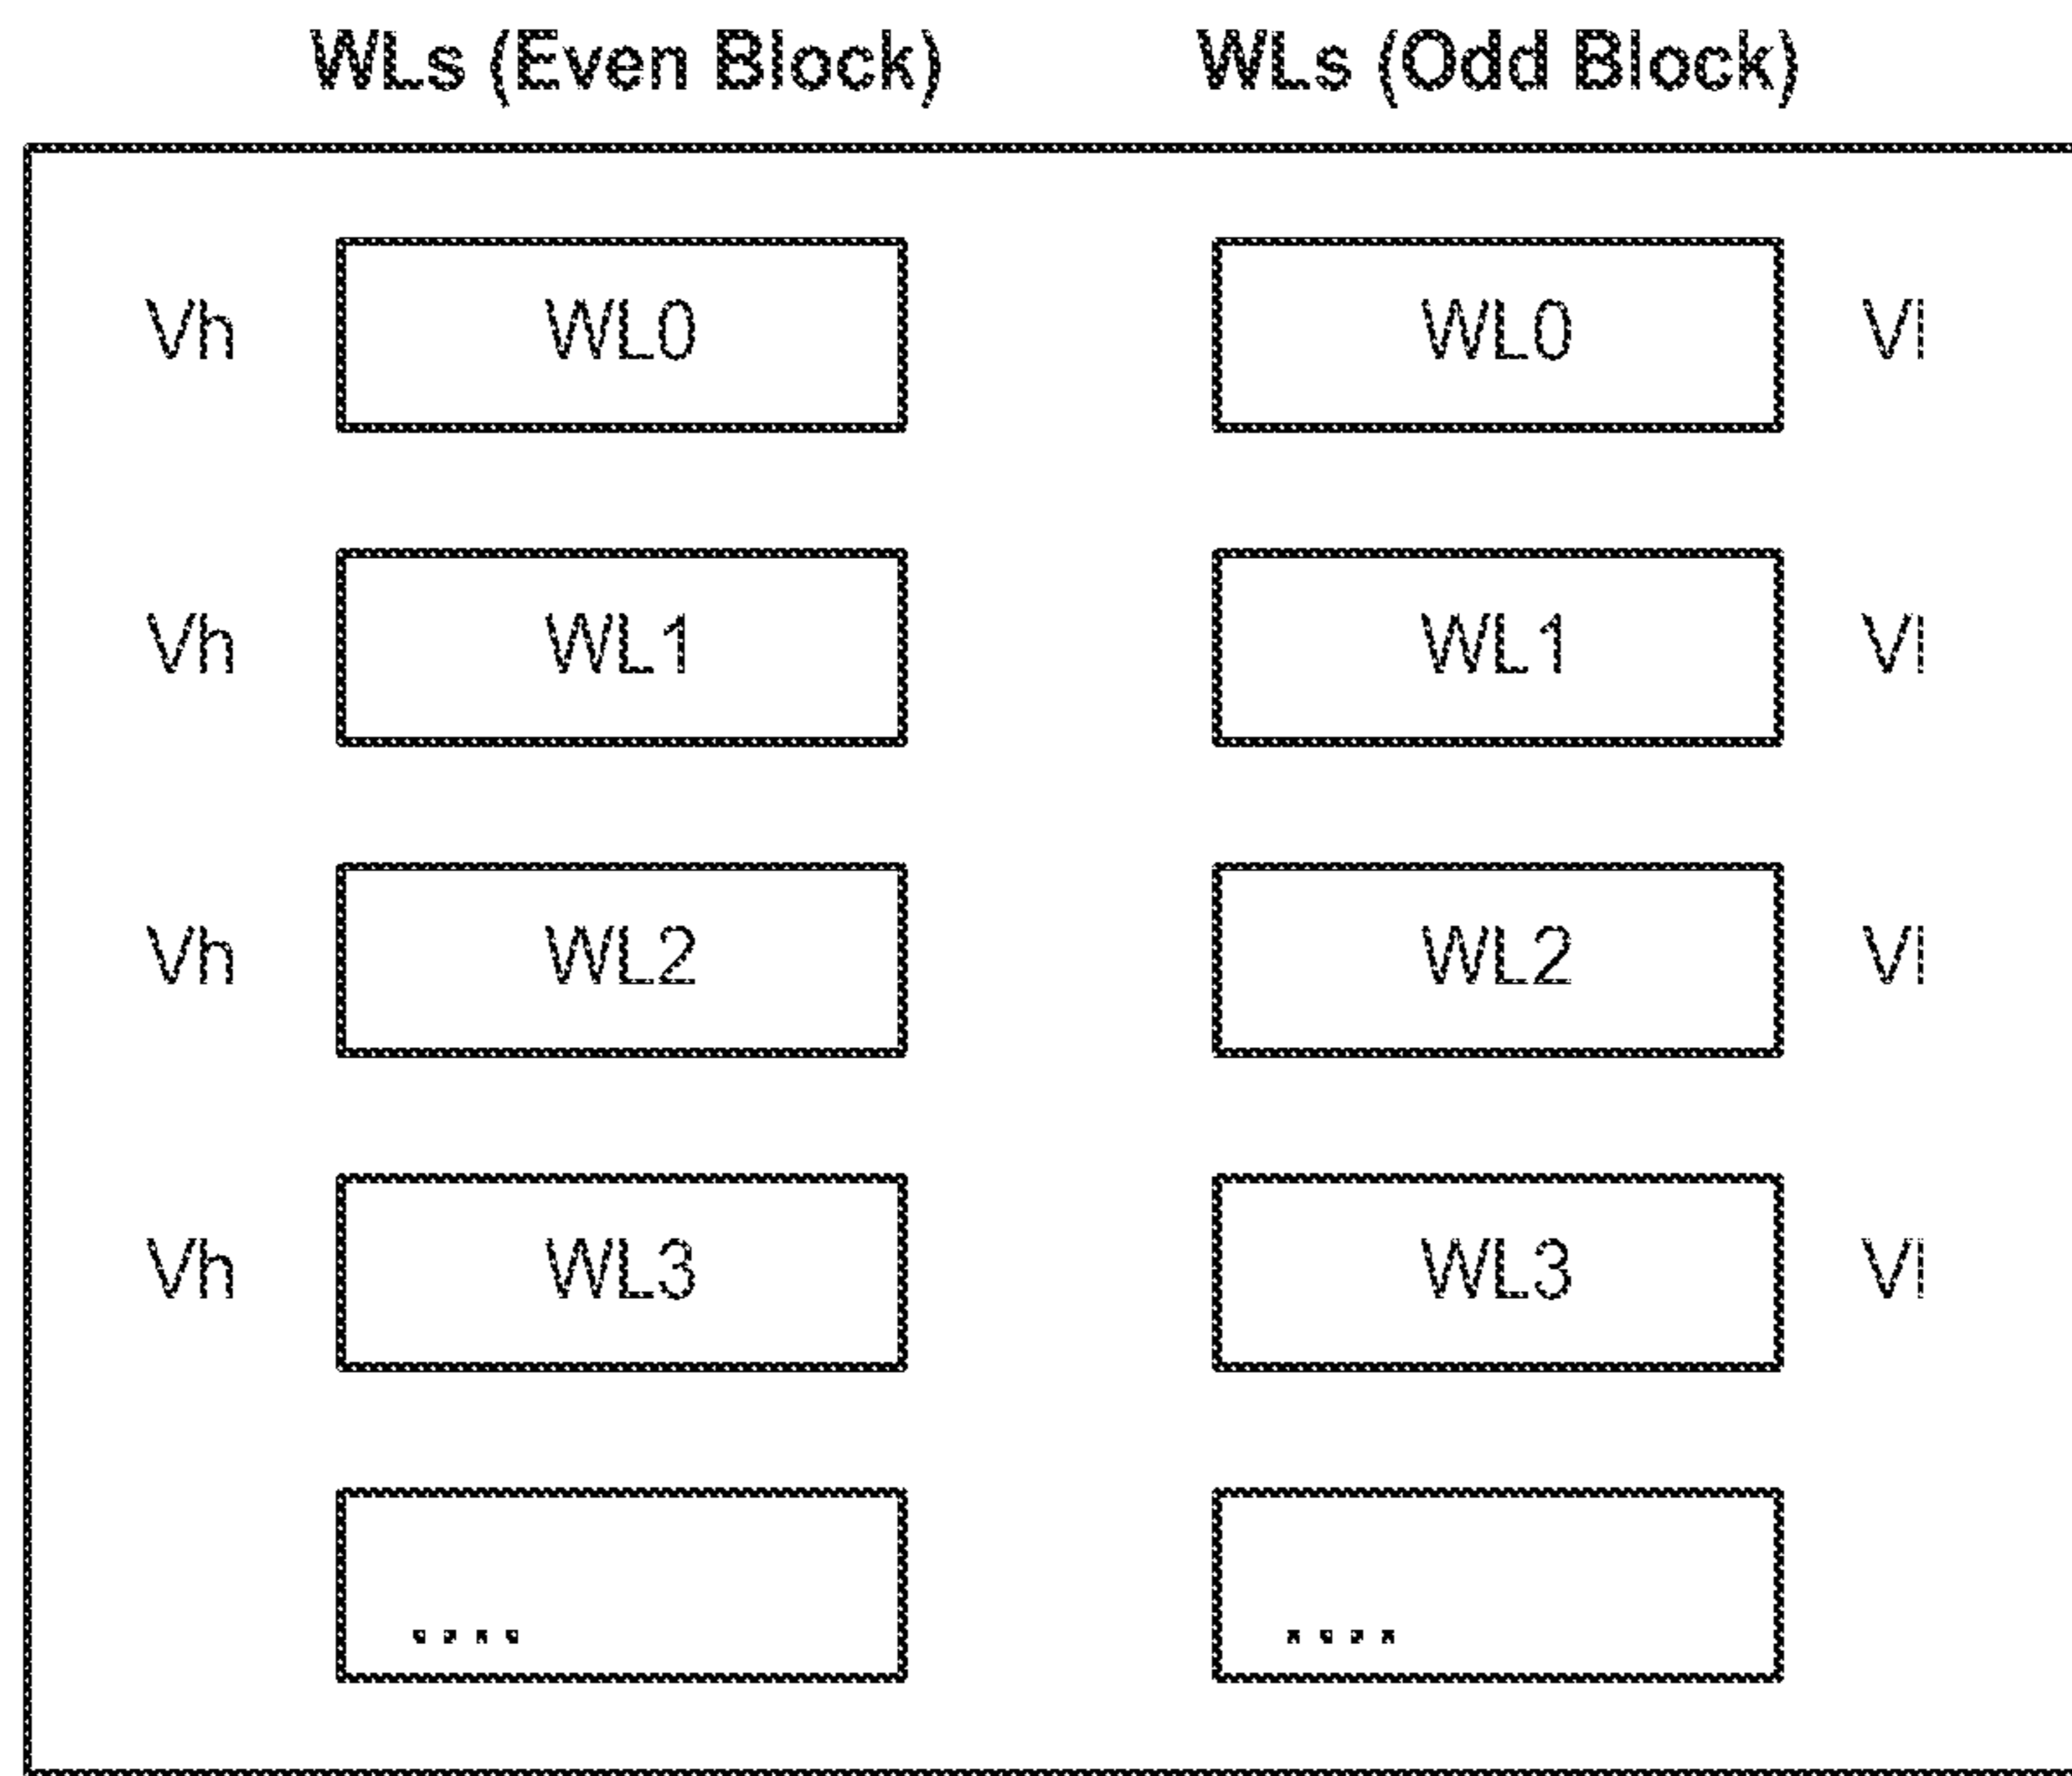 WLs (Even Block) WLs (Odd Block)
Vh WL0 WL0 Vl
Vh WL1 WL1 Vl
Vh WL2 WL2 Vl
Vh WL3 WL3 Vl
.... ....